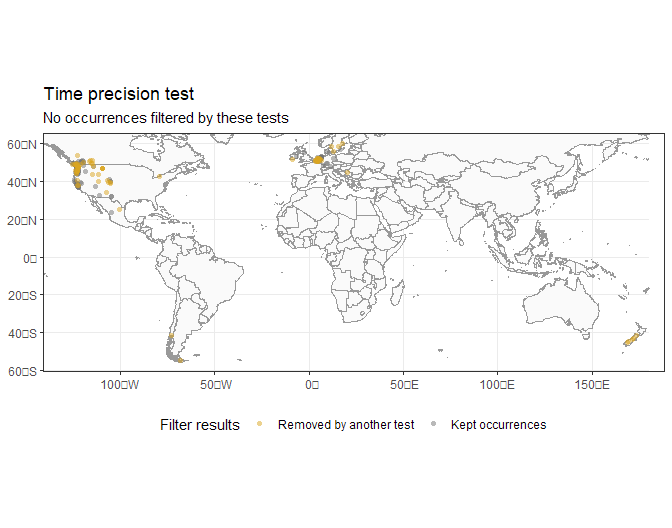 Time precision test
No occurrences filtered by these tests
60□N
40□N
20□N
0□
20□S
40□S
60□S
100□W
50□W
0□
50□E
100□E
150□E
Filter results
Removed by another test
Kept occurrences